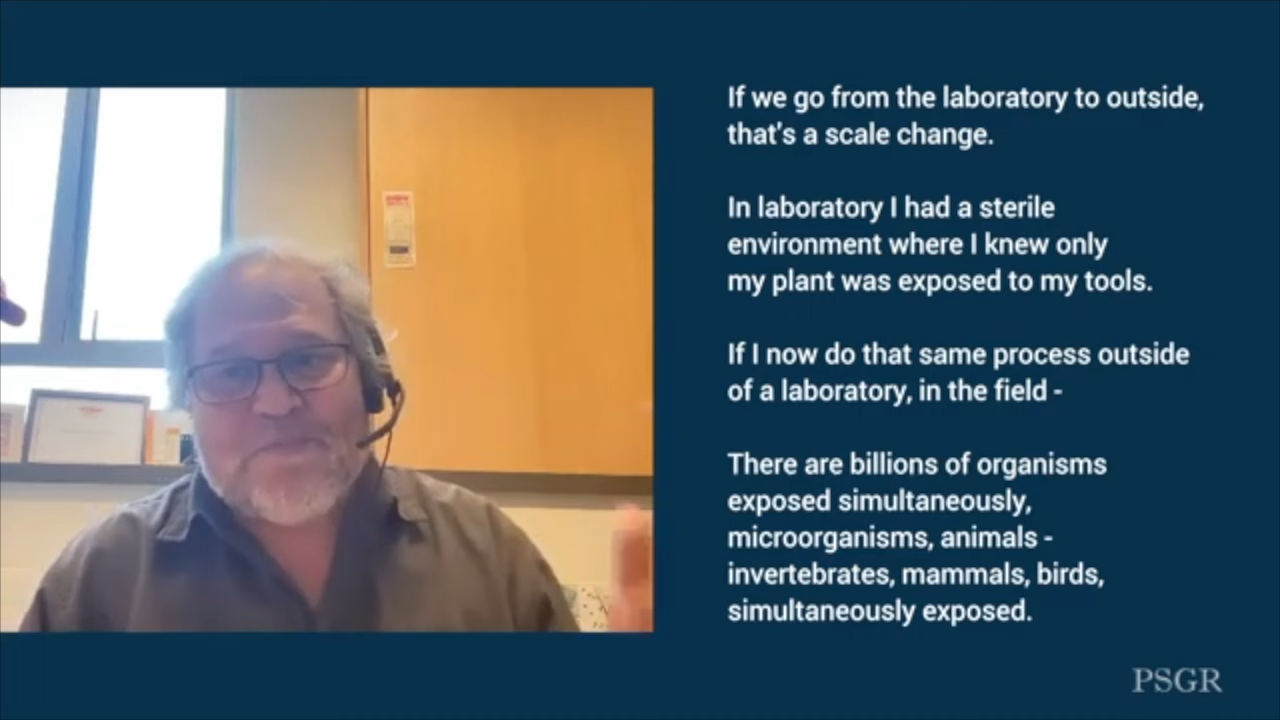 If we go from the laboratory to outside,
that's a scale change.
In laboratory I had a sterile
environment where I knew only
my plant was exposed to my tools.
If I now do that same process outside
of a laboratory, in the field -
There are billions of organisms
exposed simultaneously,
microorganisms, animals -
invertebrates, mammals, birds,
simultaneously exposed.
PSGR